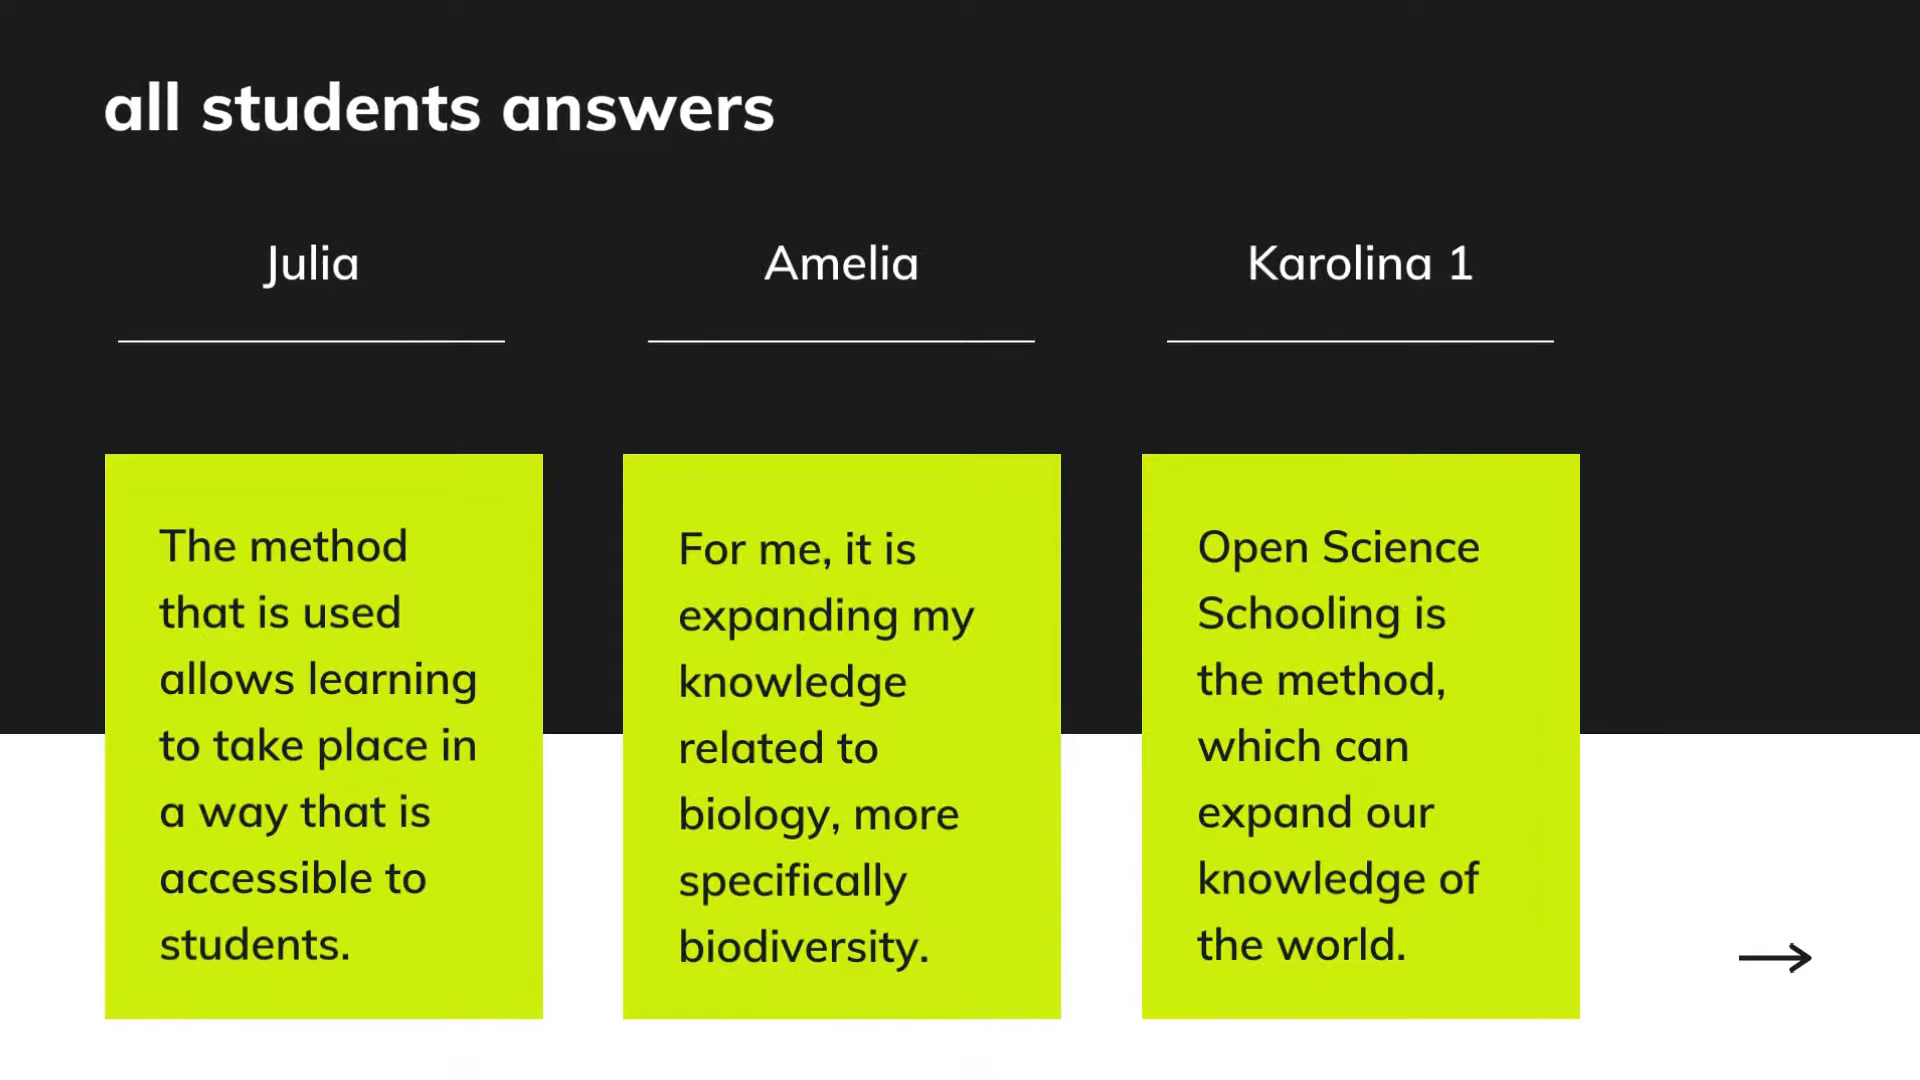 all students answers
Julia
Amelia
Karolina 1
The method
that is used
allows learning
to take place in
a way that is
accessible to
students.
For me, it is
expanding my
knowledge
related to
biology, more
specifically
biodiversity.
Open Science
Schooling is
the method,
which can
expand our
knowledge of
the world.